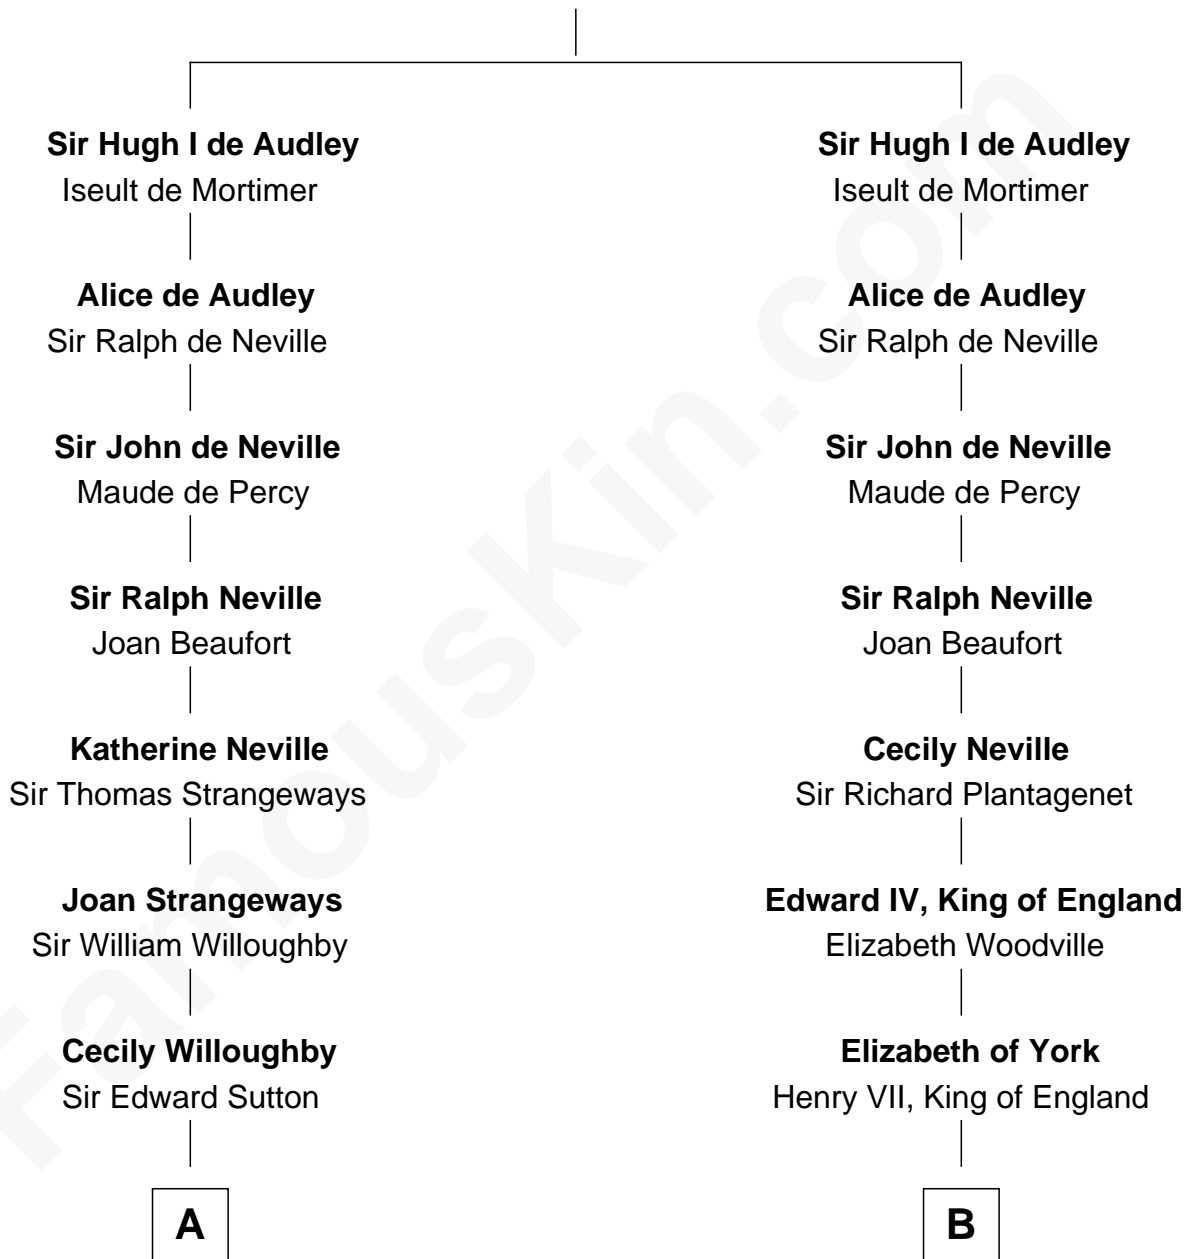 Sir Hugh I de Audley
Iseult de Mortimer
Alice de Audley
Sir Ralph de Neville
Sir John de Neville
Maude de Percy
Sir Ralph Neville
Joan Beaufort
Katherine Neville
Sir Thomas Strangeways
Joan Strangeways
Sir William Willoughby
Cecily Willoughby
Sir Edward Sutton
A
Sir Hugh I de Audley
Iseult de Mortimer
Alice de Audley
Sir Ralph de Neville
Sir John de Neville
Maude de Percy
Sir Ralph Neville
Joan Beaufort
Cecily Neville
Sir Richard Plantagenet
Edward IV, King of England
Elizabeth Woodville
Elizabeth of York
Henry VII, King of England
B
FamousKin.com